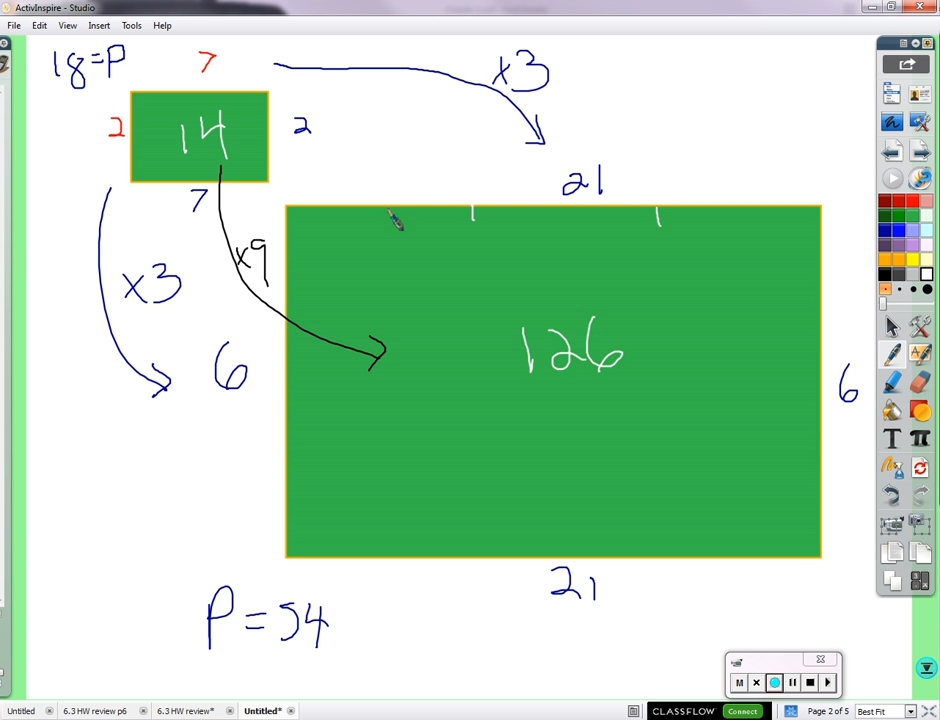 ActivInspire - Studio
File Edit View Insert Tools Help
18=P
7
x3
2
14
2
7
21
x9
x3
6
126
6
21
P=54
M
Untitled
6.3 HW review p6
6.3 HW review*
Untitled*
CLASSFLOW
Connect
Page 2 of 5
Best Fit